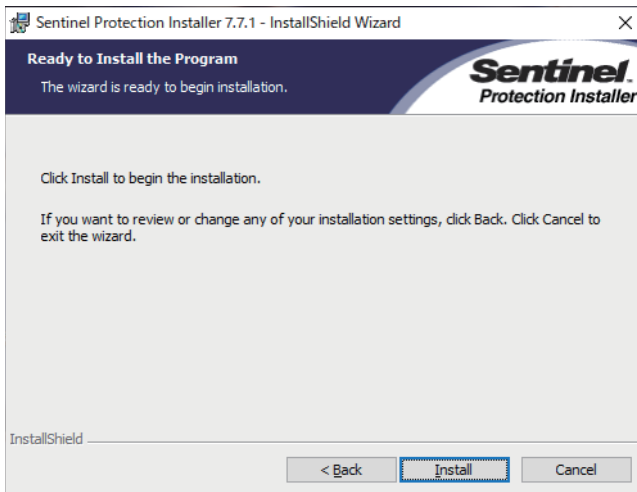 Sentinel Protection Installer 7.7.1 - InstallShield Wizard
Ready to Install the Program
The wizard is ready to begin installation.
Sentinel.
Protection Installer
Click Install to begin the installation.
If you want to review or change any of your installation settings, click Back. Click Cancel to
exit the wizard.
InstallShield
< Back
Install
Cancel